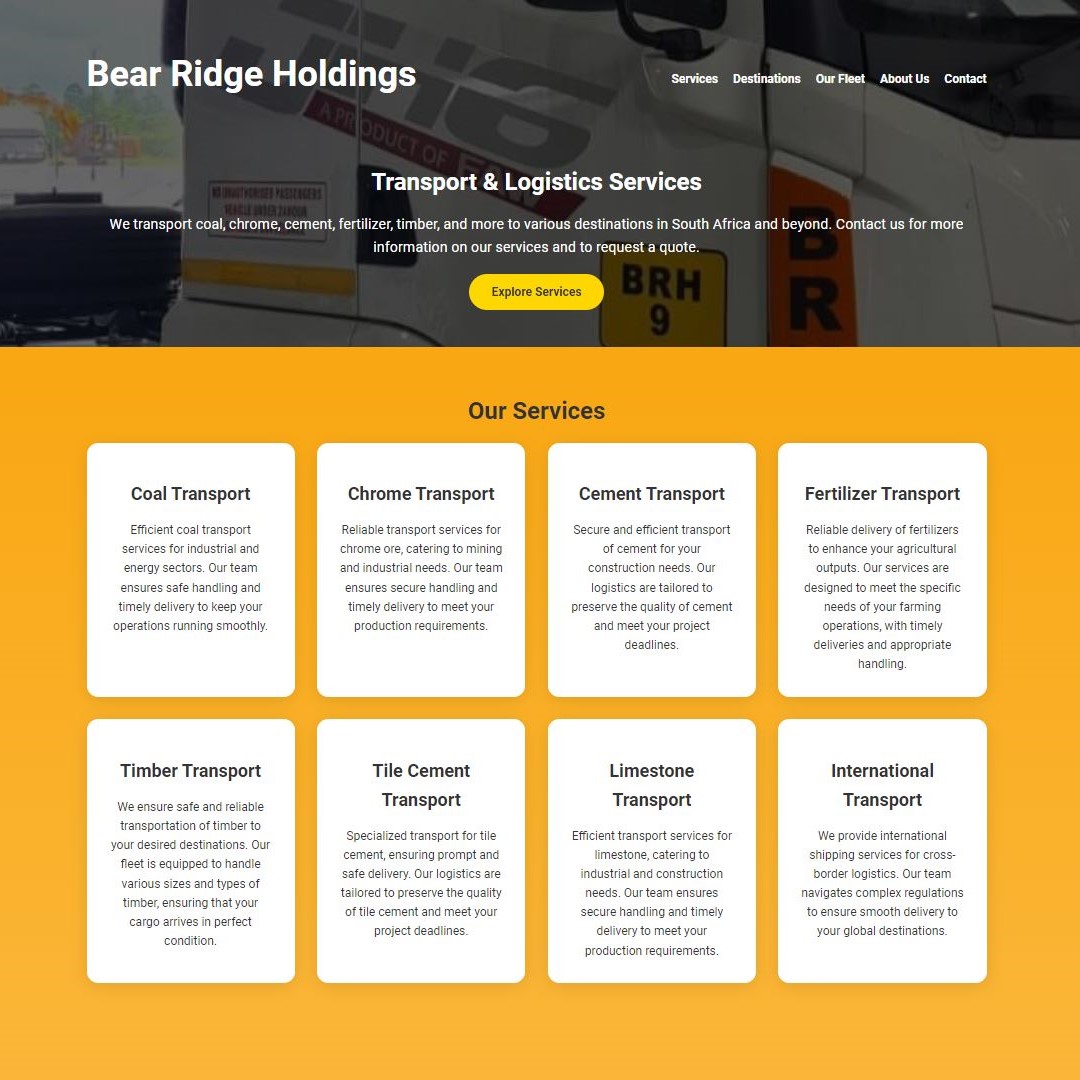 Bear Ridge Holdings
Services Destinations Our Fleet About Us Contact
A PRODUCT OF FAW
NO UNAUTHORISED PASSENGERS
Transport & Logistics Services
We transport coal, chrome, cement, fertilizer, timber, and more to various destinations in South Africa and beyond. Contact us for more
information on our services and to request a quote.
Explore Services
BRH
9
B
R
Our Services
Coal Transport
Efficient coal transport
services for industrial and
energy sectors. Our team
ensures safe handling and
timely delivery to keep your
operations running smoothly.
Chrome Transport
Reliable transport services for
chrome ore, catering to mining
and industrial needs. Our team
ensures secure handling and
timely delivery to meet your
production requirements.
Cement Transport
Secure and efficient transport
of cement for your
construction needs. Our
logistics are tailored to
preserve the quality of cement
and meet your project
deadlines.
Fertilizer Transport
Reliable delivery of fertilizers
to enhance your agricultural
outputs. Our services are
designed to meet the specific
needs of your farming
operations, with timely
deliveries and appropriate
handling.
Timber Transport
We ensure safe and reliable
transportation of timber to
your desired destinations. Our
fleet is equipped to handle
various sizes and types of
timber, ensuring that your
cargo arrives in perfect
condition.
Tile Cement
Transport
Specialized transport for tile
cement, ensuring prompt and
safe delivery. Our logistics are
tailored to preserve the quality
of tile cement and meet your
project deadlines.
Limestone
Transport
Efficient transport services for
limestone, catering to
industrial and construction
needs. Our team ensures
secure handling and timely
delivery to meet your
production requirements.
International
Transport
We provide international
shipping services for cross-
border logistics. Our team
navigates complex regulations
to ensure smooth delivery to
your global destinations.